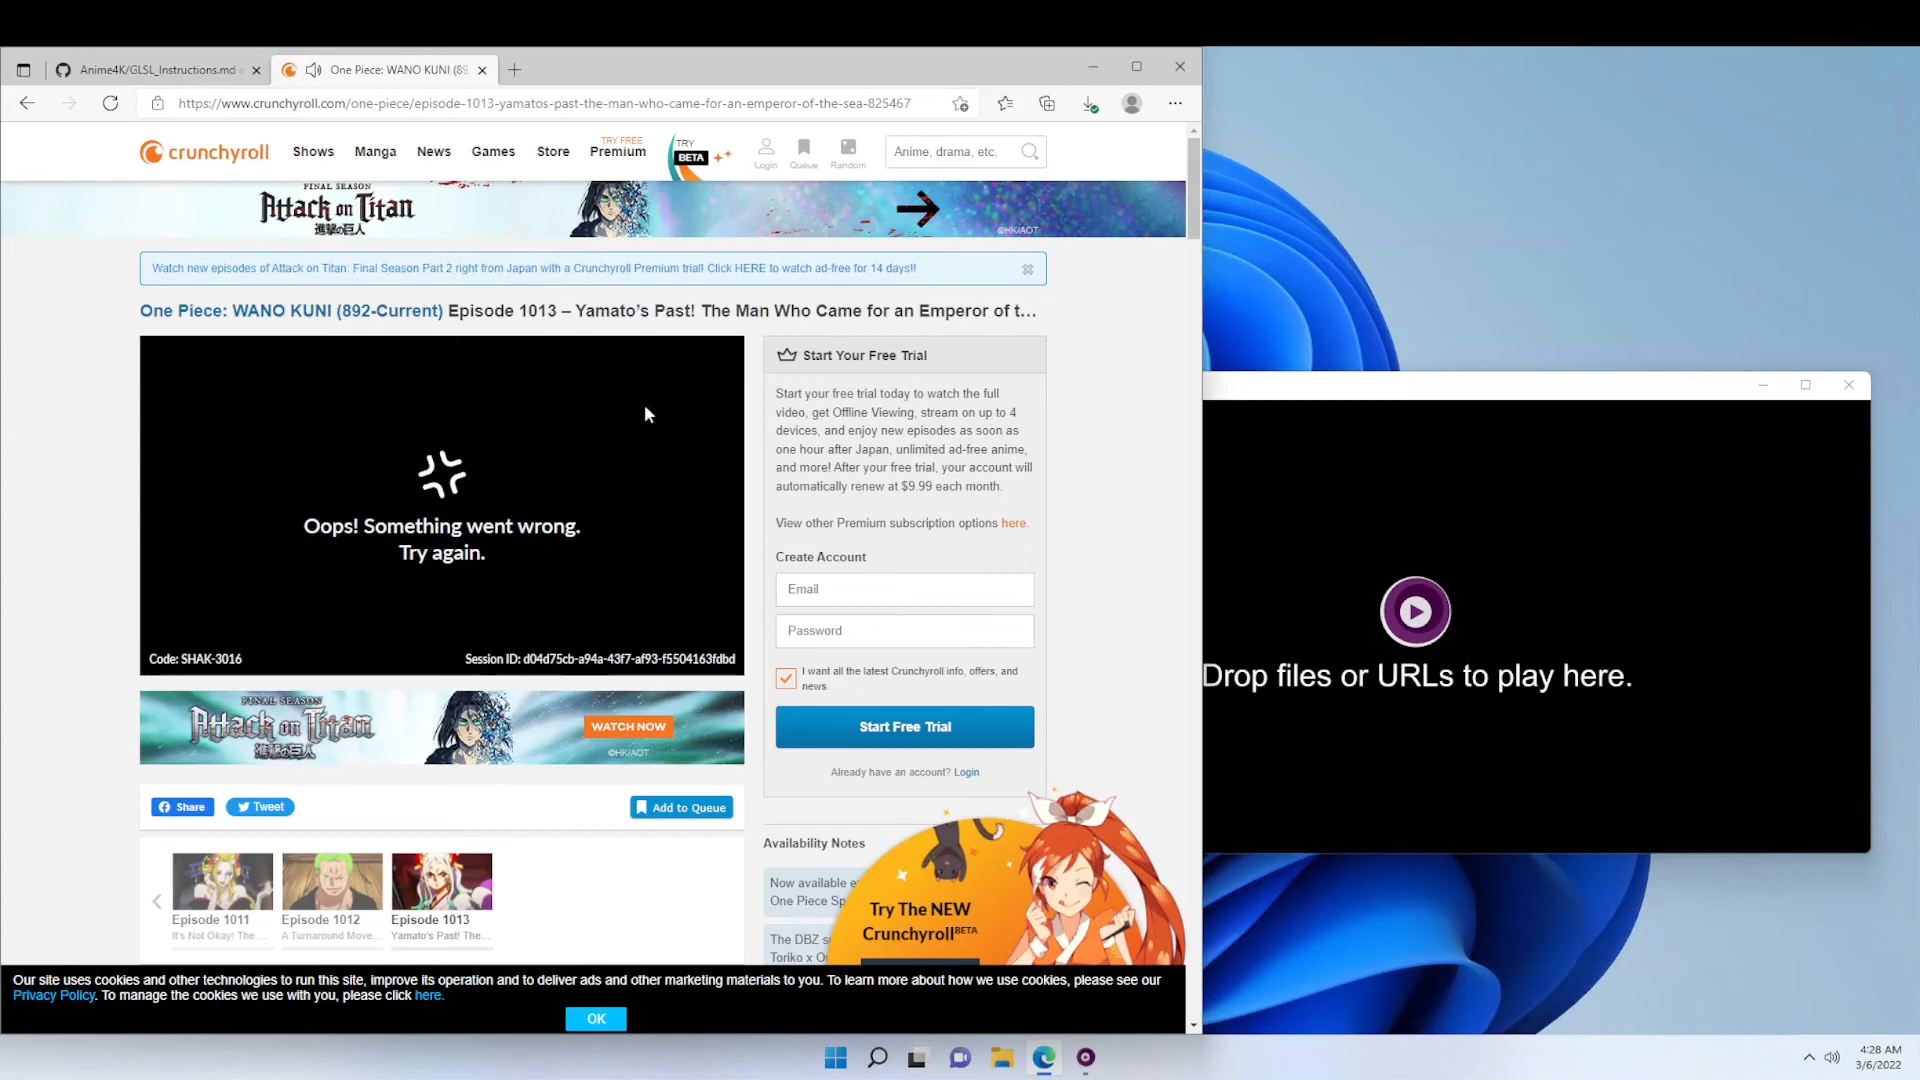 Anime4K/GLSL_Instructions.md a
One Piece: WANO KUNI (89
https://www.crunchyroll.com/one-piece/episode-1013-yamatos-past-the-man-who-came-for-an-emperor-of-the-sea-825467
crunchyroll
Shows
Manga
News
Games
Store
TRY FREE
Premium
TRY
BETA
Login
Queue
Random
Anime, drama, etc.
FINAL SEASON
Attack on Titan
進撃の巨人
©HK/AOT
Watch new episodes of Attack on Titan: Final Season Part 2 right from Japan with a Crunchyroll Premium trial! Click HERE to watch ad-free for 14 days!!
One Piece: WANO KUNI (892-Current) Episode 1013 – Yamato’s Past! The Man Who Came for an Emperor of t...
Oops! Something went wrong.
Try again.
Code: SHAK-3016
Session ID: d04d75cb-a94a-43f7-af93-f5504163fdbd
Start Your Free Trial
Start your free trial today to watch the full
video, get Offline Viewing, stream on up to 4
devices, and enjoy new episodes as soon as
one hour after Japan, unlimited ad-free anime,
and more! After your free trial, your account will
automatically renew at $9.99 each month.
View other Premium subscription options here.
Create Account
Email
Password
I want all the latest Crunchyroll info, offers, and
news.
Start Free Trial
Already have an account? Login
FINAL SEASON
Attack on Titan
進撃の巨人
WATCH NOW
©HK/AOT
Share
Tweet
Add to Queue
Episode 1011
It's Not Okay! The ...
Episode 1012
A Turnaround Move...
Episode 1013
Yamato's Past! The...
Availability Notes
Now available e
One Piece Sp
The DBZ s
Toriko x O
Try The NEW
Crunchyroll BETA
Our site uses cookies and other technologies to run this site, improve its operation and to deliver ads and other marketing materials to you. To learn more about how we use cookies, please see our
Privacy Policy. To manage the cookies we use with you, please click here.
OK
Drop files or URLs to play here.
4:28 AM
3/6/2022